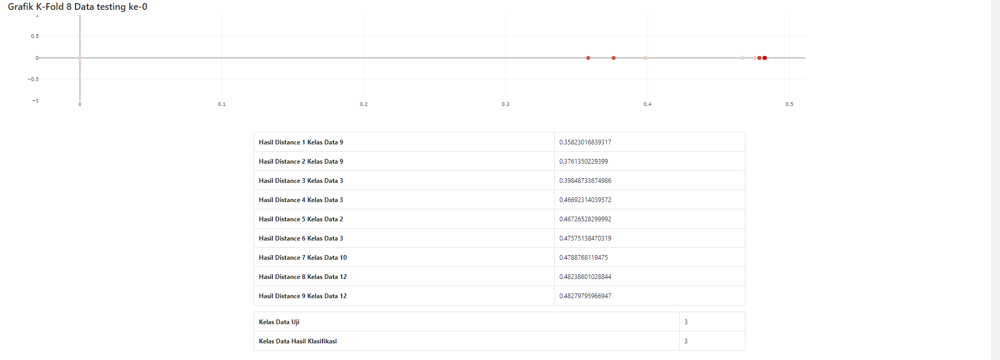 Grafik K-Fold 8 Data testing ke-0
1
0.5
0
−0.5
−1
0 0.1 0.2 0.3 0.4 0.5
Hasil Distance 1 Kelas Data 9 0.35823016839317
Hasil Distance 2 Kelas Data 9 0.3761350229399
Hasil Distance 3 Kelas Data 3 0.39848733674986
Hasil Distance 4 Kelas Data 3 0.46692314039572
Hasil Distance 5 Kelas Data 2 0.46726528299992
Hasil Distance 6 Kelas Data 3 0.47575138470319
Hasil Distance 7 Kelas Data 10 0.4788768119475
Hasil Distance 8 Kelas Data 12 0.48238601028844
Hasil Distance 9 Kelas Data 12 0.48279795966947
Kelas Data Uji 3
Kelas Data Hasil Klasifikasi 3